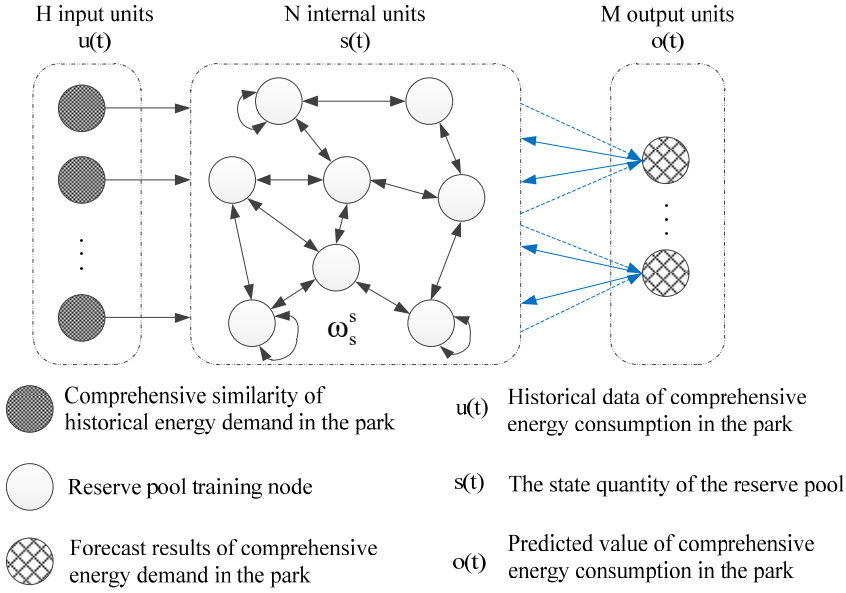 H input units
u(t)
N internal units
s(t)
M output units
o(t)
ω_s^s
Comprehensive similarity of
historical energy demand in the park
u(t)
Historical data of comprehensive
energy consumption in the park
Reserve pool training node
s(t)
The state quantity of the reserve pool
Forecast results of comprehensive
energy demand in the park
o(t)
Predicted value of comprehensive
energy consumption in the park